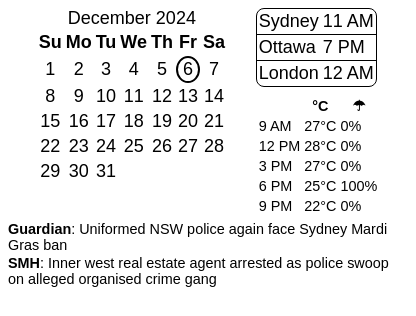 December 2024
Su Mo Tu We Th Fr Sa
1 2 3 4 5 6 7
8 9 10 11 12 13 14
15 16 17 18 19 20 21
22 23 24 25 26 27 28
29 30 31
Sydney 11 AM
Ottawa 7 PM
London 12 AM
°C ☂
9 AM 27°C 0%
12 PM 28°C 0%
3 PM 27°C 0%
6 PM 25°C 100%
9 PM 22°C 0%
Guardian: Uniformed NSW police again face Sydney Mardi
Gras ban
SMH: Inner west real estate agent arrested as police swoop
on alleged organised crime gang